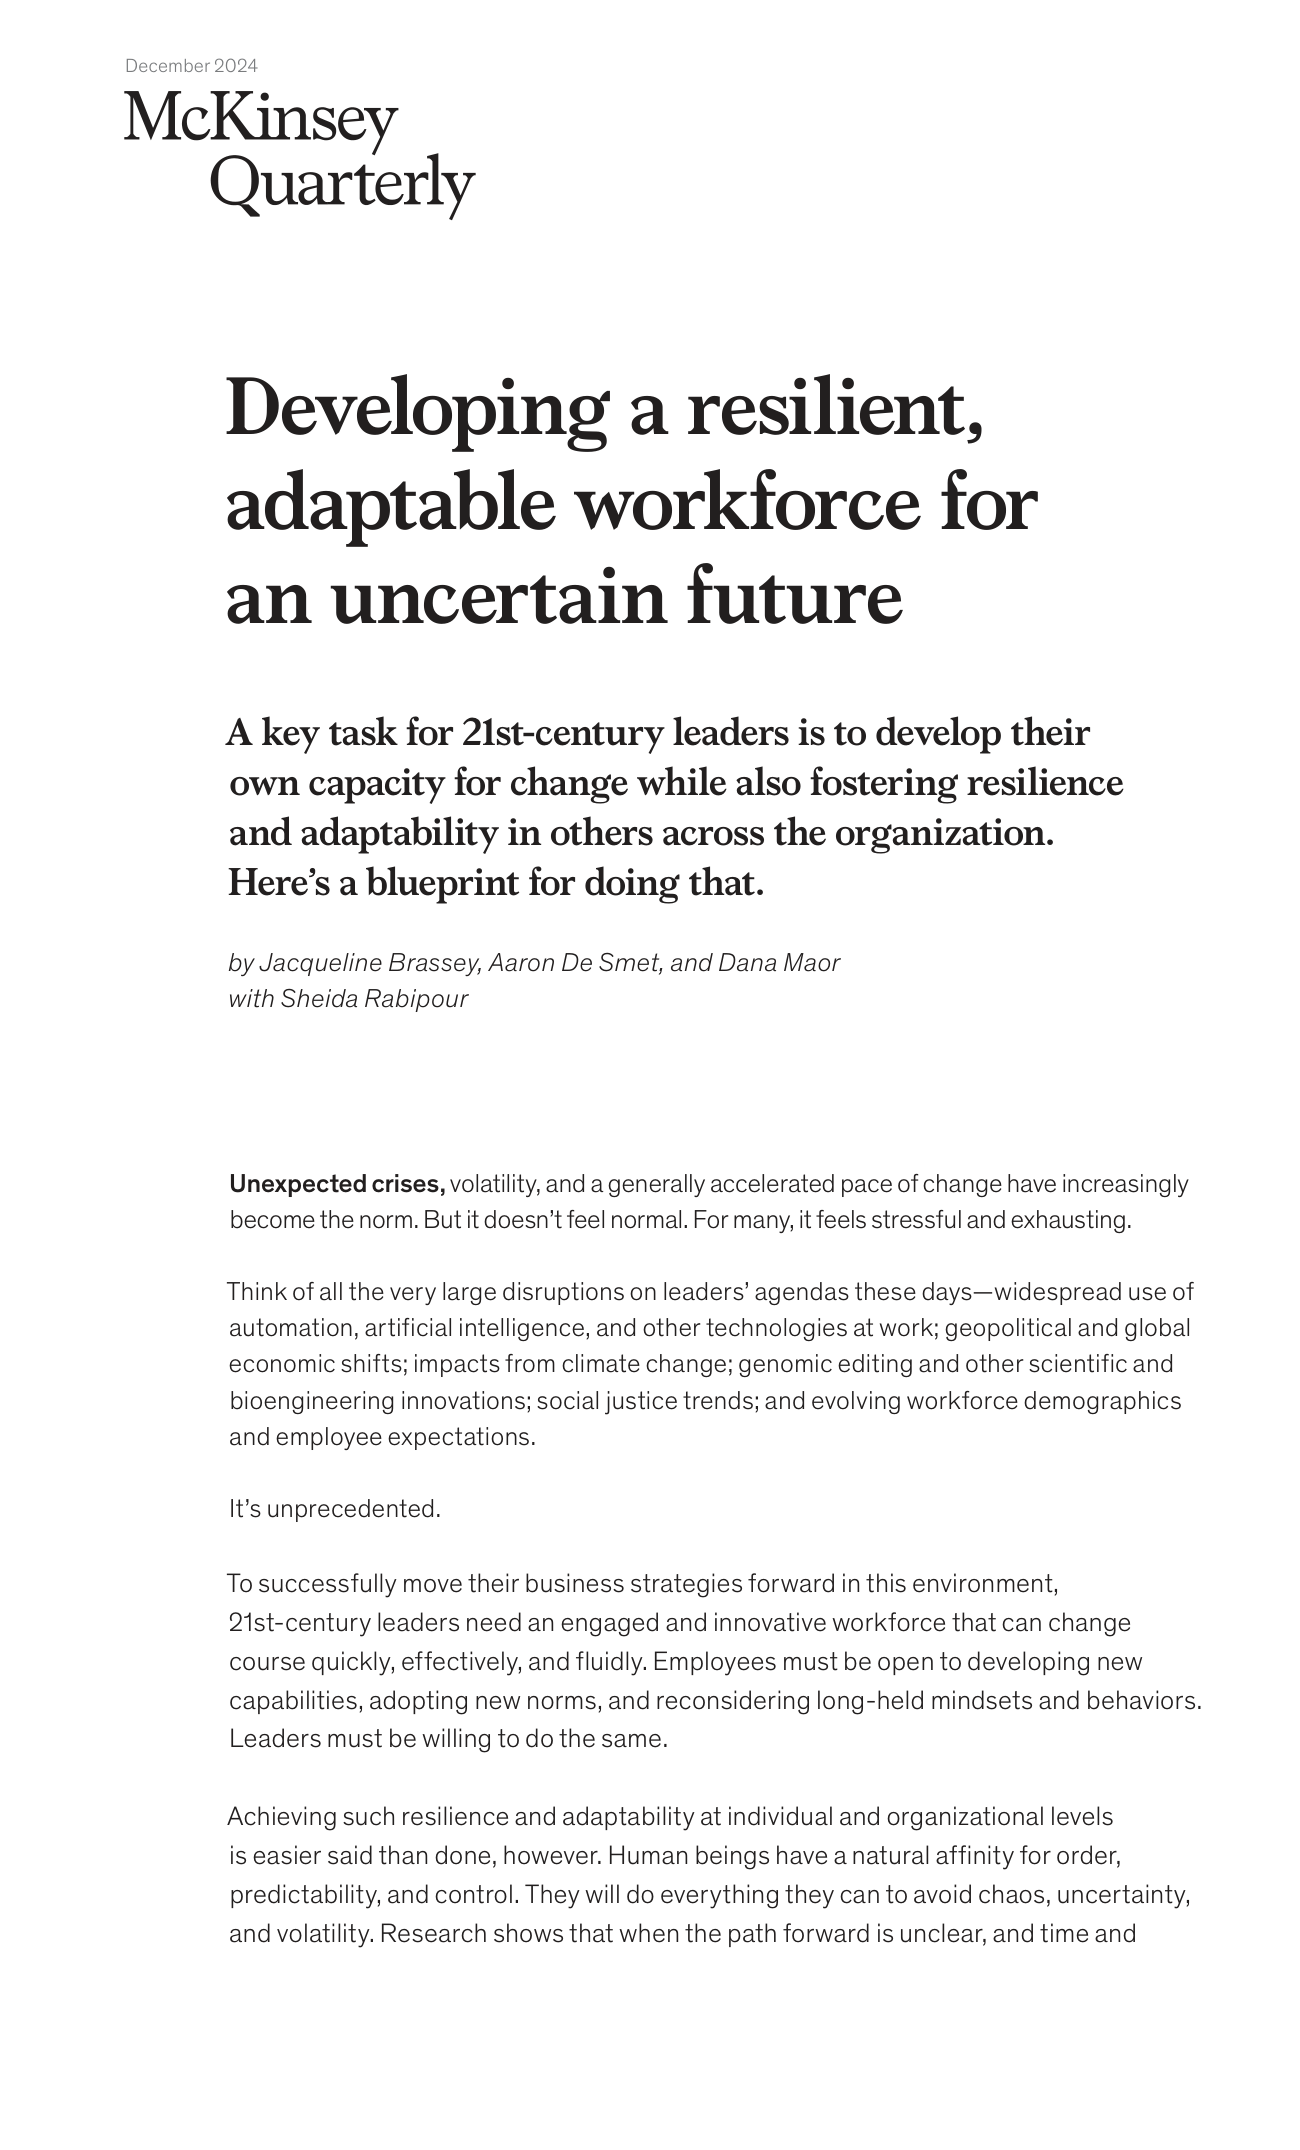 December 2024
McKinsey
Quarterly
Developing a resilient,
adaptable workforce for
an uncertain future
A key task for 21st-century leaders is to develop their
own capacity for change while also fostering resilience
and adaptability in others across the organization.
Here’s a blueprint for doing that.
by Jacqueline Brassey, Aaron De Smet, and Dana Maor
with Sheida Rabipour
Unexpected crises, volatility, and a generally accelerated pace of change have increasingly
become the norm. But it doesn’t feel normal. For many, it feels stressful and exhausting.
Think of all the very large disruptions on leaders’ agendas these days—widespread use of
automation, artificial intelligence, and other technologies at work; geopolitical and global
economic shifts; impacts from climate change; genomic editing and other scientific and
bioengineering innovations; social justice trends; and evolving workforce demographics
and employee expectations.
It’s unprecedented.
To successfully move their business strategies forward in this environment,
21st-century leaders need an engaged and innovative workforce that can change
course quickly, effectively, and fluidly. Employees must be open to developing new
capabilities, adopting new norms, and reconsidering long-held mindsets and behaviors.
Leaders must be willing to do the same.
Achieving such resilience and adaptability at individual and organizational levels
is easier said than done, however. Human beings have a natural affinity for order,
predictability, and control. They will do everything they can to avoid chaos, uncertainty,
and volatility. Research shows that when the path forward is unclear, and time and